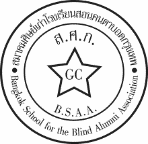 • สมาคมศิษย์เก่าโรงเรียนสอนคนตาบอดกรุงเทพ •
ส.ศ.ก.
GC
B.S.A.A.
Bangkok School for the Blind Alumni Association